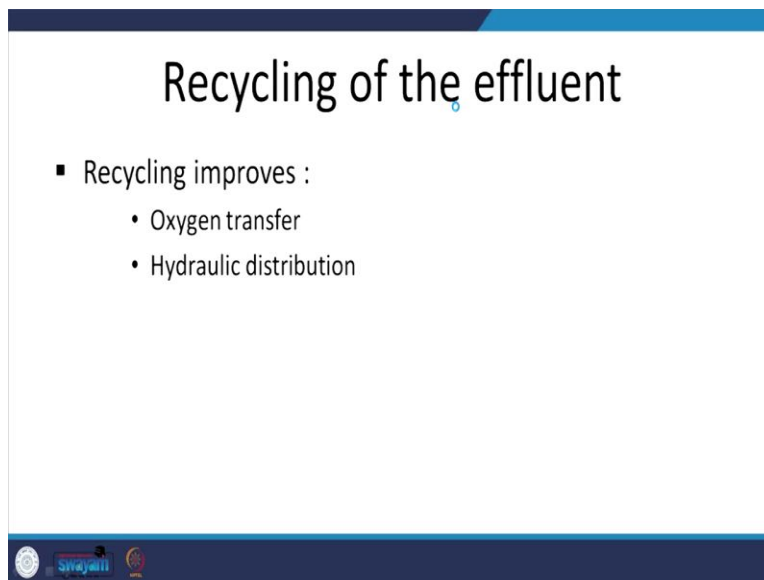 Recycling of the effluent
▪ Recycling improves :
• Oxygen transfer
• Hydraulic distribution
swayam